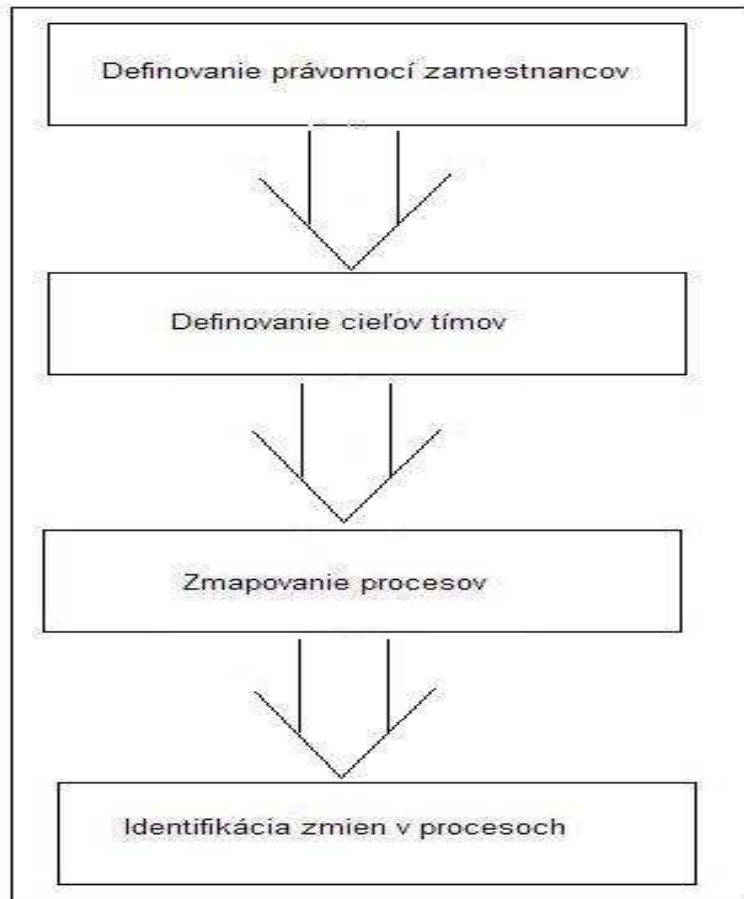 Definovanie právomocí zamestnancov
Definovanie cieľov tímov
Zmapovanie procesov
Identifikácia zmien v procesoch